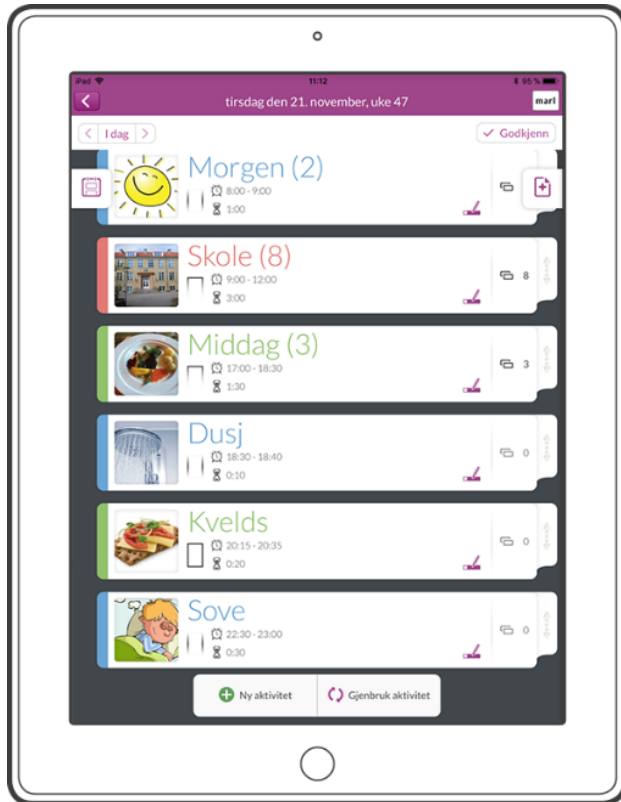 iPad
11:12
95 %
tirsdag den 21. november, uke 47
marl
I dag
Godkjenn
Morgen (2)
8:00 - 9:00
1:00
Skole (8)
9:00 - 12:00
8
3:00
Middag (3)
17:00 - 18:30
3
1:30
Dusj
18:30 - 18:40
0
0:10
Kvelds
20:15 - 20:35
0
0:20
Sove
22:30 - 23:00
0
0:30
Ny aktivitet
Gjenbruk aktivitet